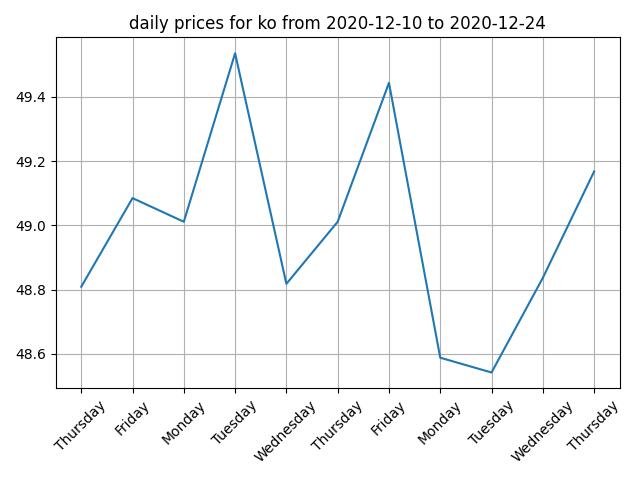 daily prices for ko from 2020-12-10 to 2020-12-24
49.4
49.2
49.0
48.8
48.6
Thursday
Friday
Monday
Tuesday
Wednesday
Thursday
Friday
Monday
Tuesday
Wednesday
Thursday